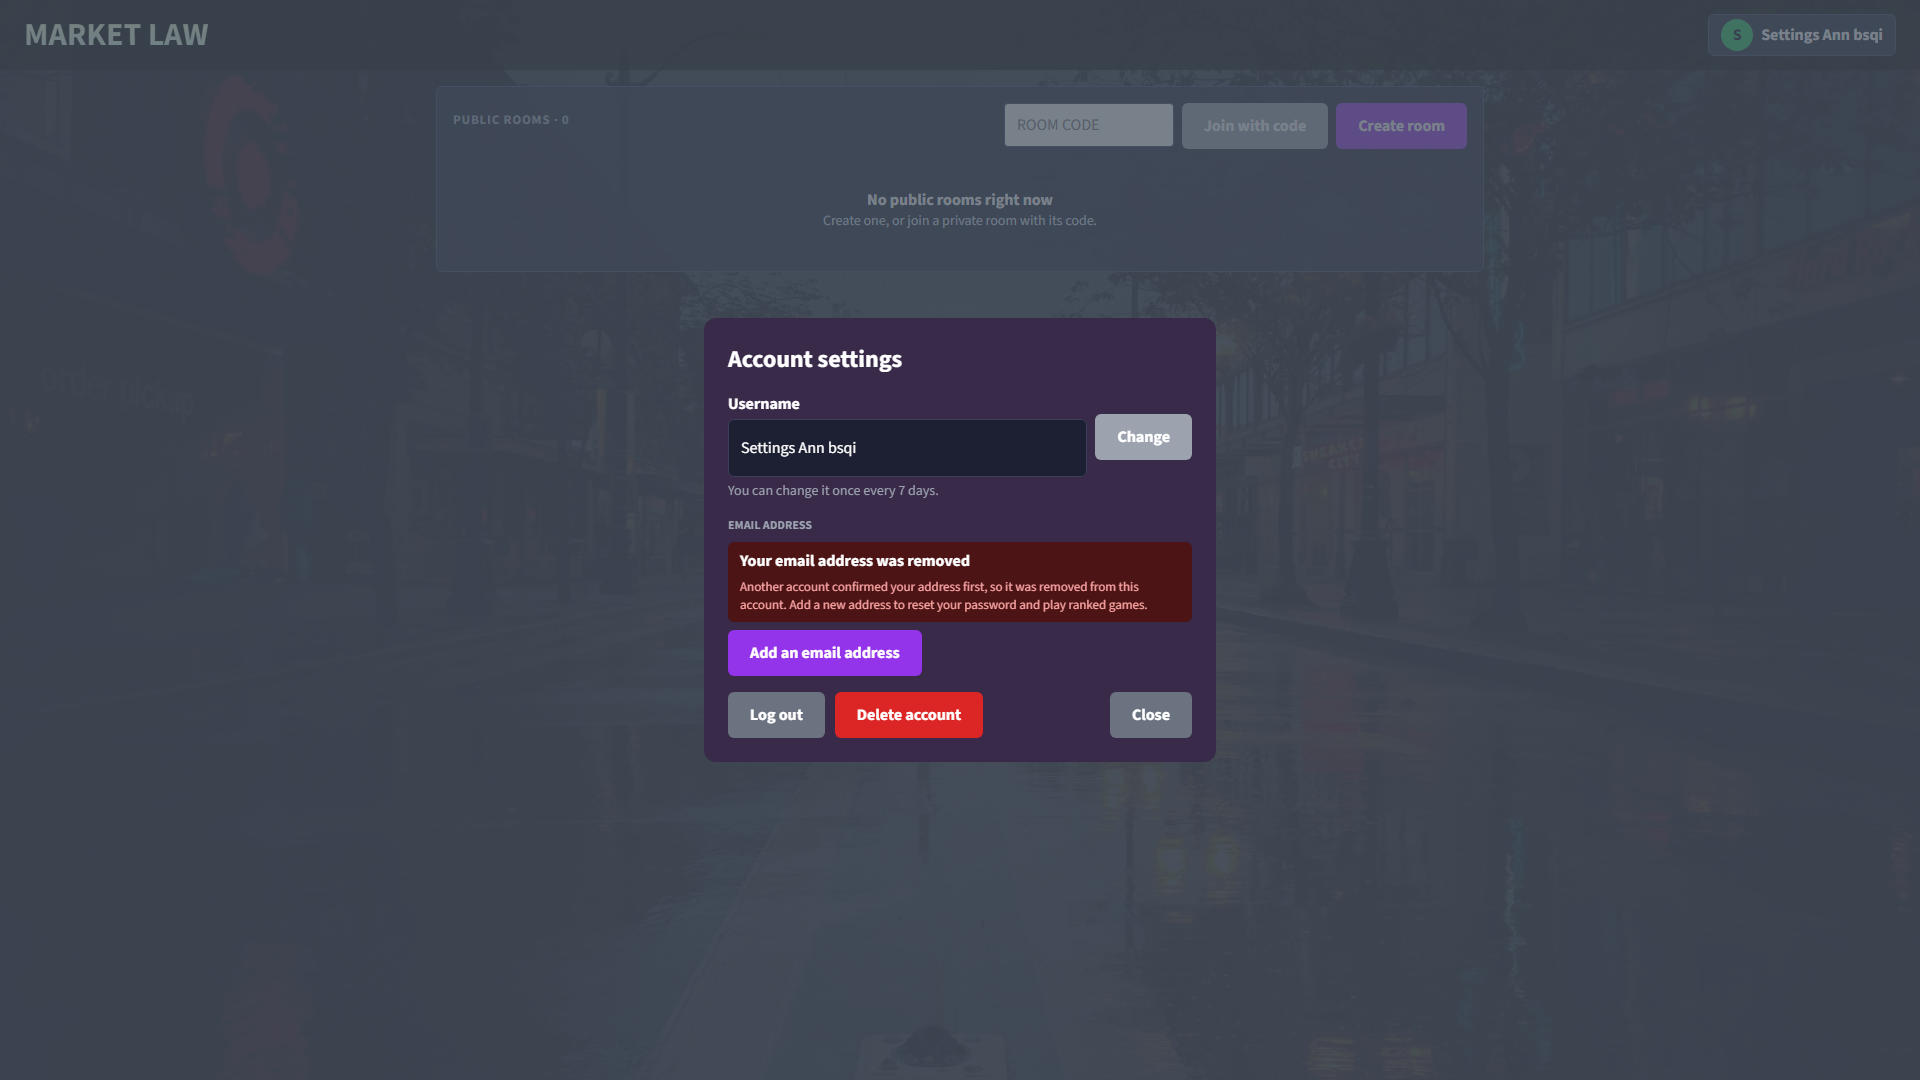 MARKET LAW
S Settings Ann bsqi
PUBLIC ROOMS · 0
ROOM CODE
Join with code
Create room
No public rooms right now
Create one, or join a private room with its code.
order pickup
SNEAKER
CITY
Account settings
Username
Settings Ann bsqi
Change
You can change it once every 7 days.
EMAIL ADDRESS
Your email address was removed
Another account confirmed your address first, so it was removed from this
account. Add a new address to reset your password and play ranked games.
Add an email address
Log out
Delete account
Close